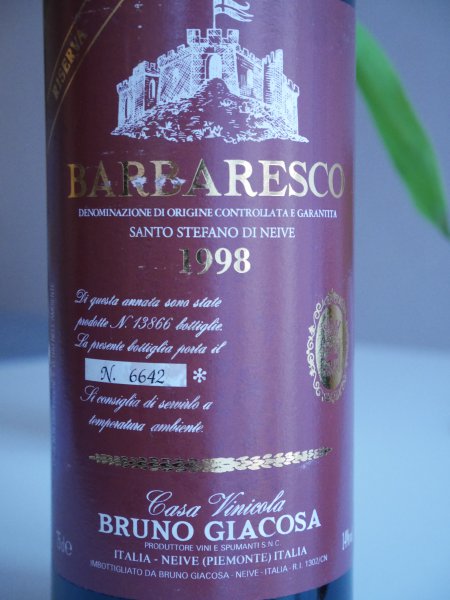 RISERVA
BARBARESCO
DENOMINAZIONE DI ORIGINE CONTROLLATA E GARANTITA
SANTO STEFANO DI NEIVE
1998
Di questa annata sono state
prodotte N. 13866 bottiglie.
La presente bottiglia porta il
N. 6642 *
Si consiglia di servirlo a
temperatura ambiente.
Casa Vinicola
BRUNO GIACOSA
PRODUTTORE VINI E SPUMANTI S.N.C.
ITALIA - NEIVE (PIEMONTE) ITALIA
IMBOTTIGLIATO DA BRUNO GIACOSA - NEIVE - ITALIA - R.I. 1302/CN